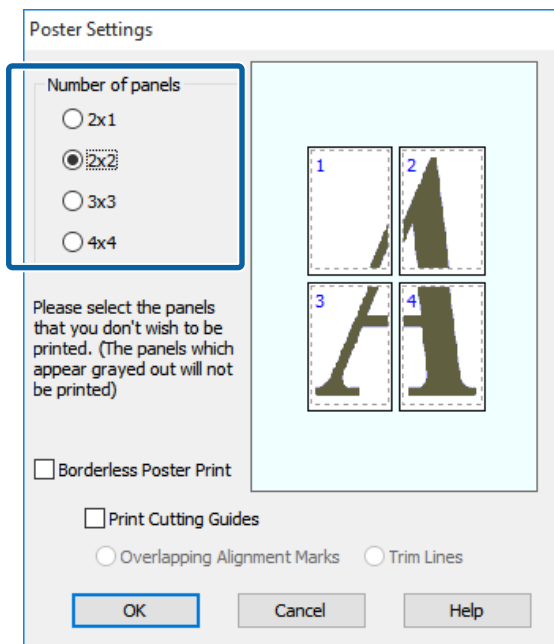 Poster Settings
Number of panels
2x1
2x2
3x3
4x4
1
2
3
4
Please select the panels
that you don't wish to be
printed. (The panels which
appear grayed out will not
be printed)
Borderless Poster Print
Print Cutting Guides
Overlapping Alignment Marks
Trim Lines
OK
Cancel
Help